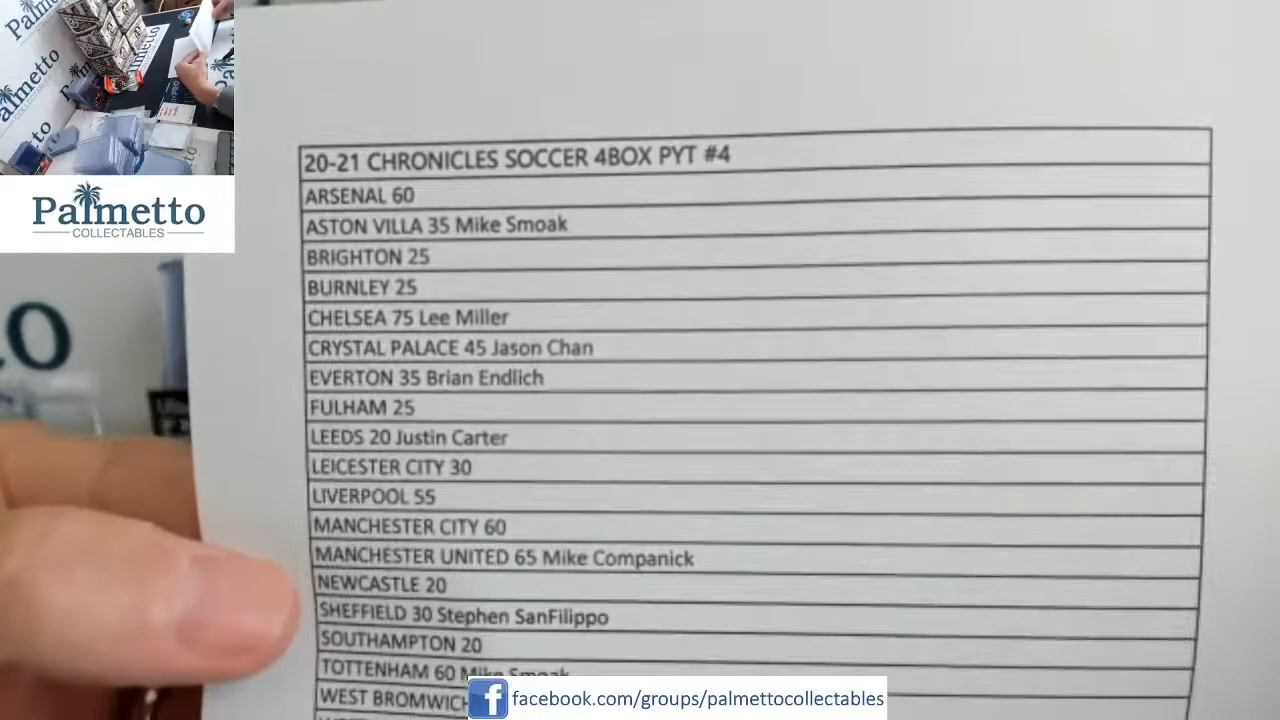 Palmetto
Palmetto
COLLECTABLES
20-21 CHRONICLES SOCCER 4BOX PYT #4
ARSENAL 60
ASTON VILLA 35 Mike Smoak
BRIGHTON 25
BURNLEY 25
CHELSEA 75 Lee Miller
CRYSTAL PALACE 45 Jason Chan
EVERTON 35 Brian Endlich
FULHAM 25
LEEDS 20 Justin Carter
LEICESTER CITY 30
LIVERPOOL 55
MANCHESTER CITY 60
MANCHESTER UNITED 65 Mike Companick
NEWCASTLE 20
SHEFFIELD 30 Stephen SanFilippo
SOUTHAMPTON 20
TOTTENHAM 60 Mike Smoak
WEST BROMWICH
facebook.com/groups/palmettocollectables